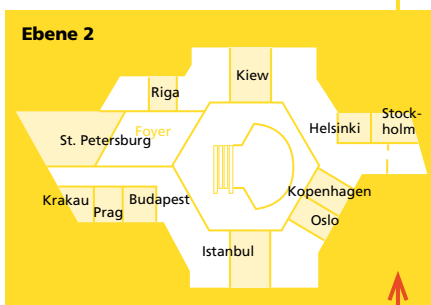 Ebene 2
Kiew
Riga
Stock-
holm
Helsinki
Foyer
St. Petersburg
Kopenhagen
Krakau
Prag
Budapest
Oslo
Istanbul